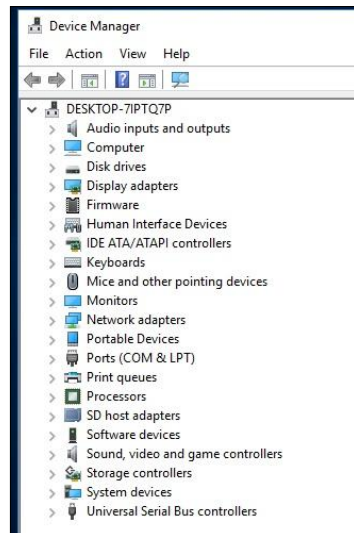 Device Manager
File Action View Help
DESKTOP-7IPTQ7P
Audio inputs and outputs
Computer
Disk drives
Display adapters
Firmware
Human Interface Devices
IDE ATA/ATAPI controllers
Keyboards
Mice and other pointing devices
Monitors
Network adapters
Portable Devices
Ports (COM & LPT)
Print queues
Processors
SD host adapters
Software devices
Sound, video and game controllers
Storage controllers
System devices
Universal Serial Bus controllers